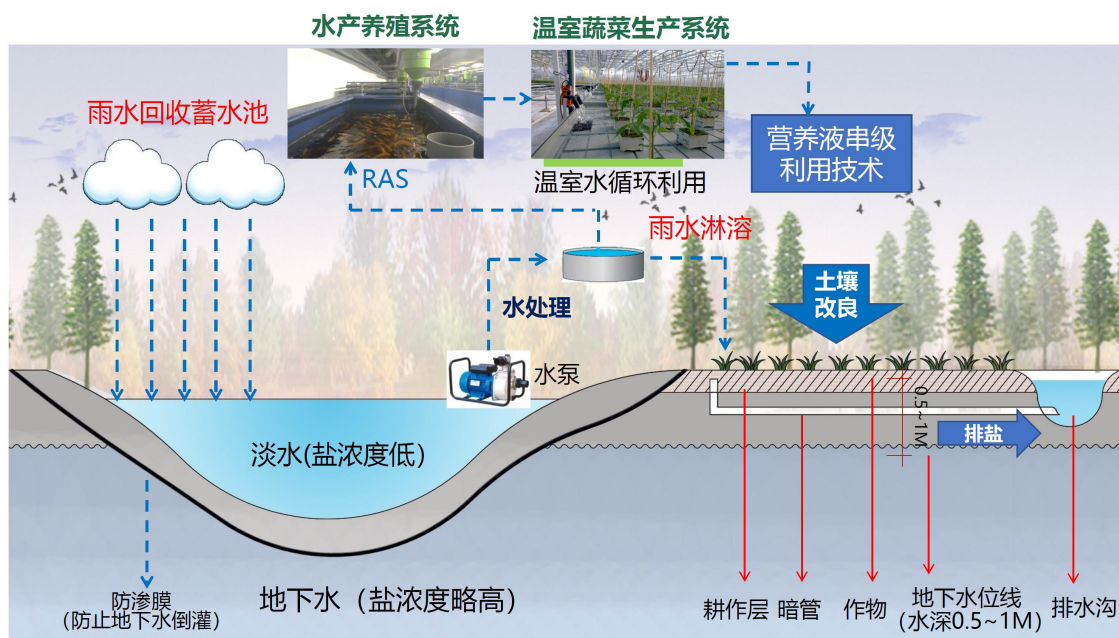 水产养殖系统
温室蔬菜生产系统
雨水回收蓄水池
营养液串级
利用技术
RAS
温室水循环利用
雨水淋溶
土壤
改良
水处理
水泵
0.5~1M
排盐
淡水(盐浓度低)
防渗膜
(防止地下水倒灌)
地下水（盐浓度略高）
耕作层
暗管
作物
地下水位线
(水深0.5~1M)
排水沟